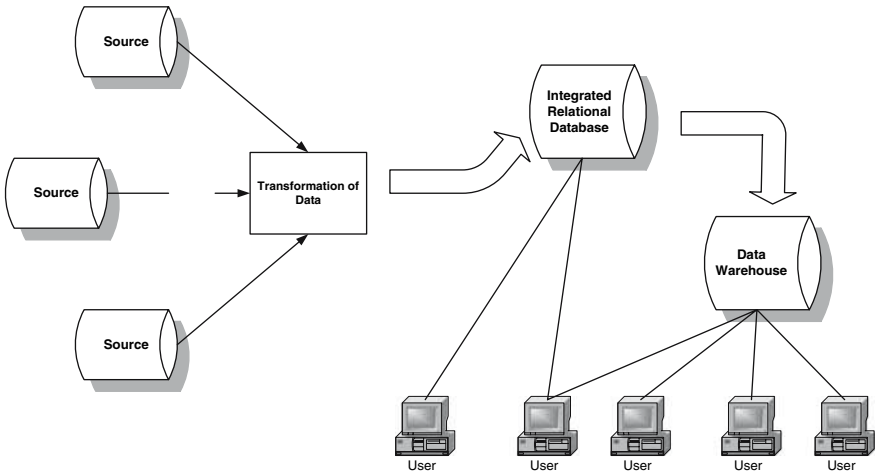 Source
Source
Source
Transformation of
Data
Integrated
Relational
Database
Data
Warehouse
User
User
User
User
User